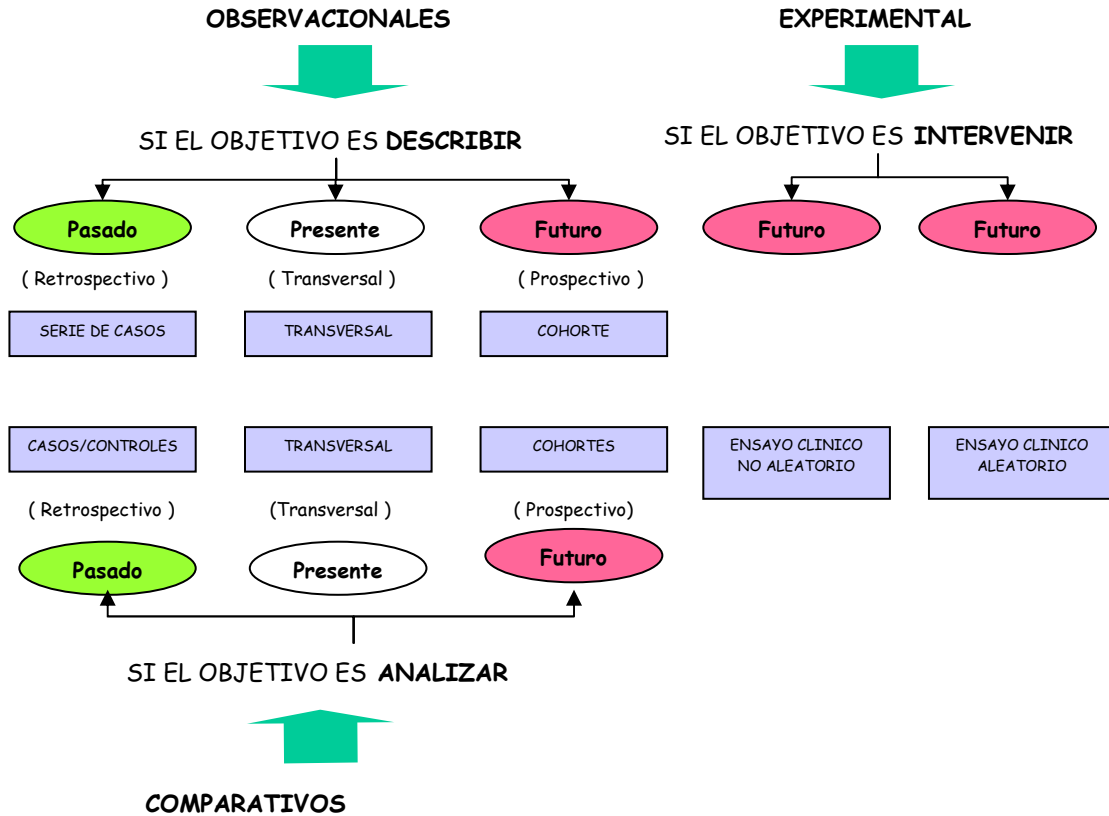 OBSERVACIONALES
EXPERIMENTAL
SI EL OBJETIVO ES DESCRIBIR
SI EL OBJETIVO ES INTERVENIR
Pasado
Presente
Futuro
Futuro
Futuro
( Retrospectivo )
( Transversal )
( Prospectivo )
SERIE DE CASOS
TRANSVERSAL
COHORTE
CASOS/CONTROLES
TRANSVERSAL
COHORTES
ENSAYO CLINICO
NO ALEATORIO
ENSAYO CLINICO
ALEATORIO
( Retrospectivo )
(Transversal )
( Prospectivo)
Pasado
Presente
Futuro
SI EL OBJETIVO ES ANALIZAR
COMPARATIVOS